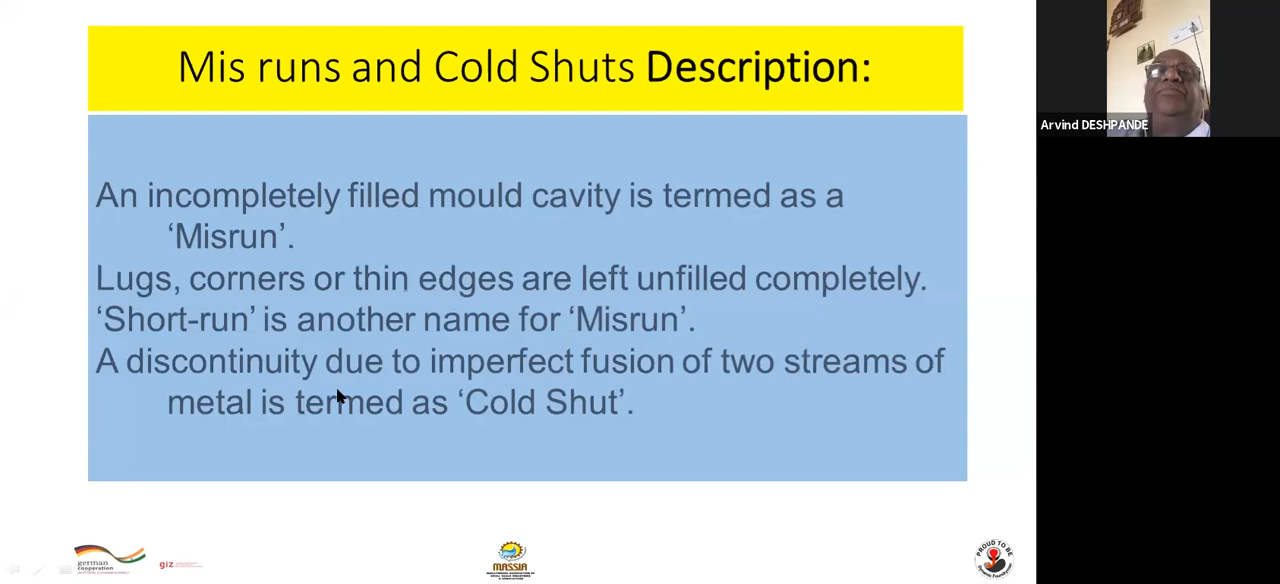 Mis runs and Cold Shuts Description:
Arvind DESHPANDE
An incompletely filled mould cavity is termed as a
‘Misrun’.
Lugs, corners or thin edges are left unfilled completely.
‘Short-run’ is another name for ‘Misrun’.
A discontinuity due to imperfect fusion of two streams of
metal is termed as ‘Cold Shut’.
german
cooperation
giz
MASSIA
PROUD TO BE